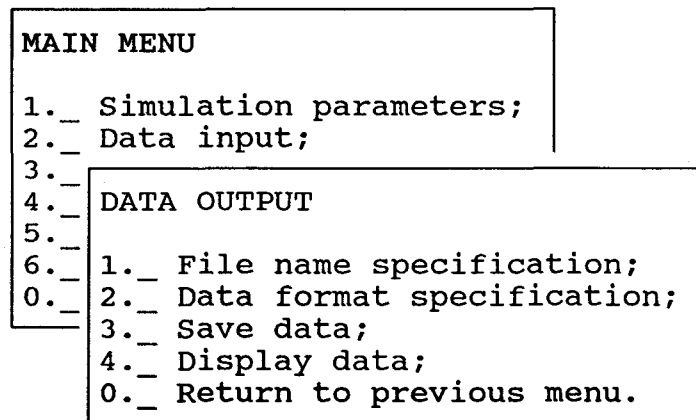 MAIN MENU
1._ Simulation parameters;
2._ Data input;
3._
4._
5._
6._
0._
DATA OUTPUT
1._ File name specification;
2._ Data format specification;
3._ Save data;
4._ Display data;
0._ Return to previous menu.